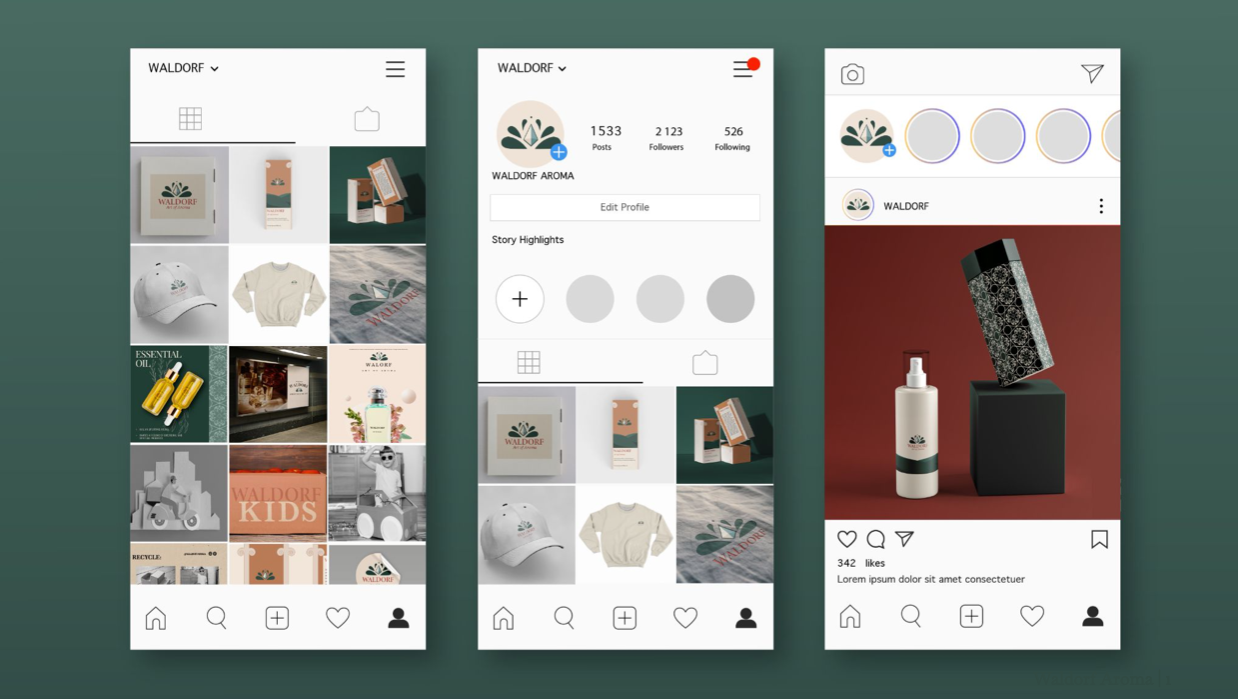 WALDORF
WALDORF
ESSENTIAL
OIL
WALDORF
WALDORF
KIDS
RECYCLE:
WALDORF
WALDORF
1533
2 123
526
Posts
Followers
Following
WALDORF AROMA
Edit Profile
Story Highlights
WALDORF
WALDORF
WALDORF
342 likes
Lorem ipsum dolor sit amet consectetuer